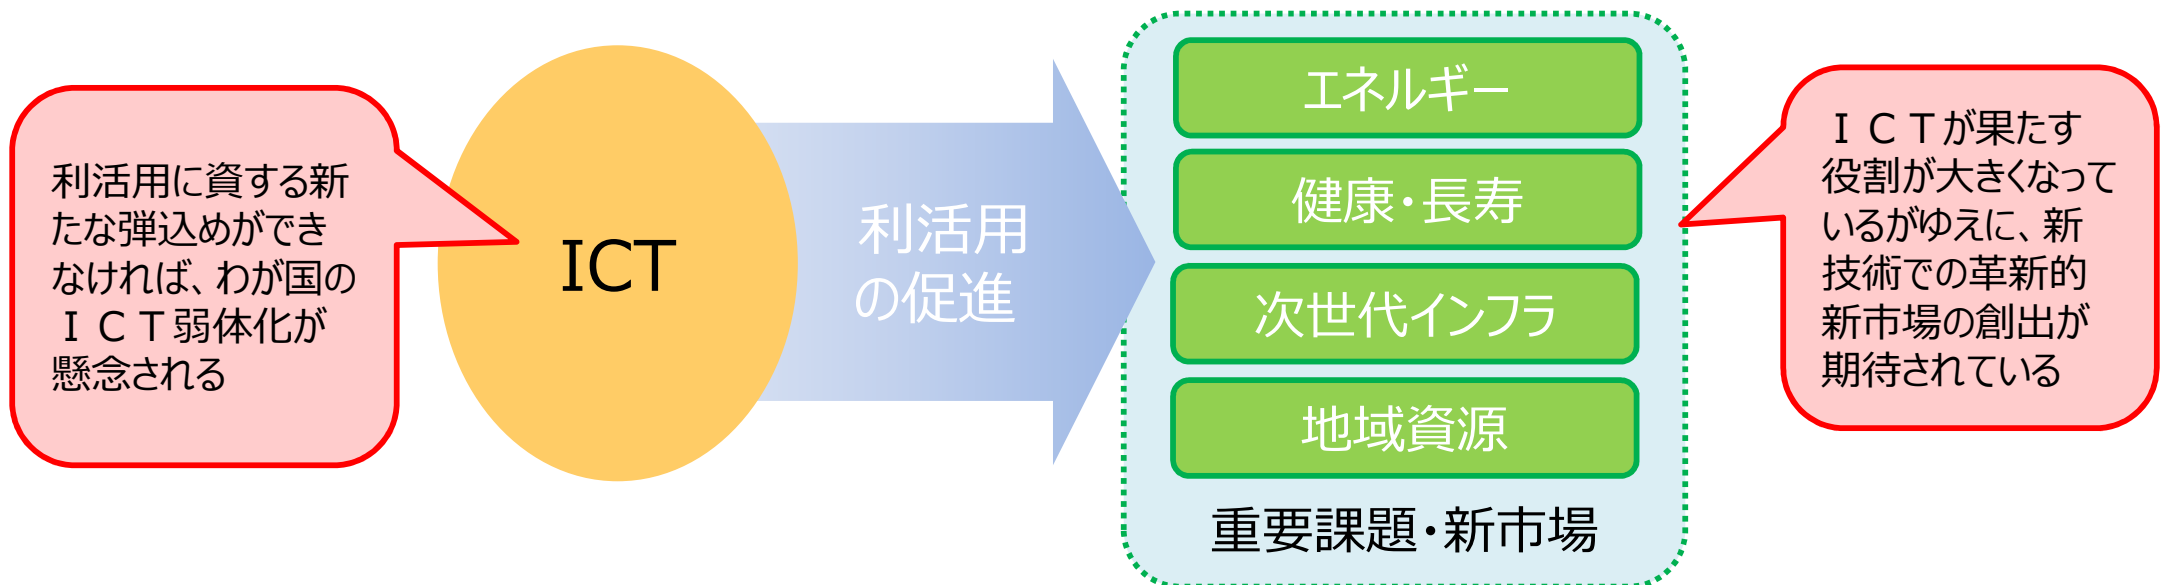 利活用に資する新
たな弾込めができ
なければ、わが国の
ＩＣＴ弱体化が
懸念される
ICT
利活用
の促進
エネルギー
健康・長寿
次世代インフラ
地域資源
重要課題・新市場
ＩＣＴが果たす
役割が大きくなって
いるがゆえに、新
技術での革新的
新市場の創出が
期待されている